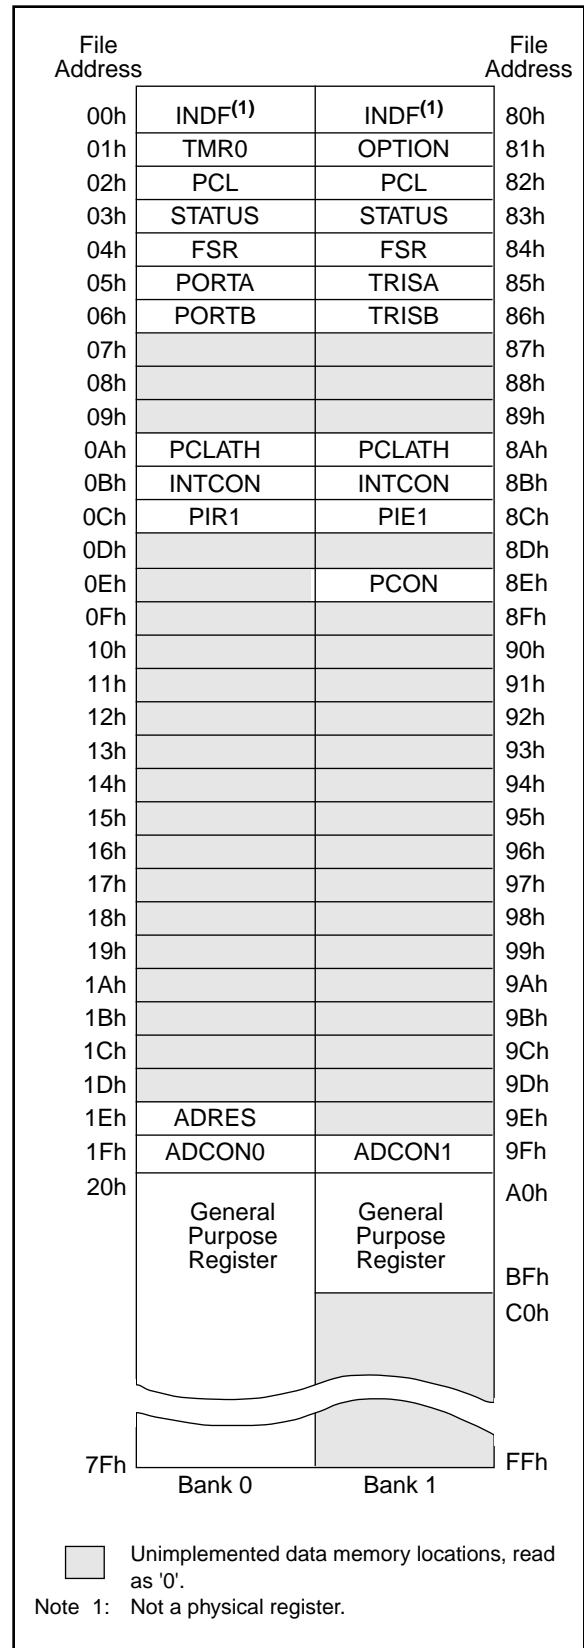 File Address File Address
00h INDF(1) INDF(1) 80h
01h TMR0 OPTION 81h
02h PCL PCL 82h
03h STATUS STATUS 83h
04h FSR FSR 84h
05h PORTA TRISA 85h
06h PORTB TRISB 86h
07h 87h
08h 88h
09h 89h
0Ah PCLATH PCLATH 8Ah
0Bh INTCON INTCON 8Bh
0Ch PIR1 PIE1 8Ch
0Dh 8Dh
0Eh PCON 8Eh
0Fh 8Fh
10h 90h
11h 91h
12h 92h
13h 93h
14h 94h
15h 95h
16h 96h
17h 97h
18h 98h
19h 99h
1Ah 9Ah
1Bh 9Bh
1Ch 9Ch
1Dh 9Dh
1Eh ADRES 9Eh
1Fh ADCON0 ADCON1 9Fh
20h A0h
General General
Purpose Purpose
Register Register
BFh
C0h
7Fh FFh
Bank 0 Bank 1
Unimplemented data memory locations, read
as '0'.
Note 1: Not a physical register.